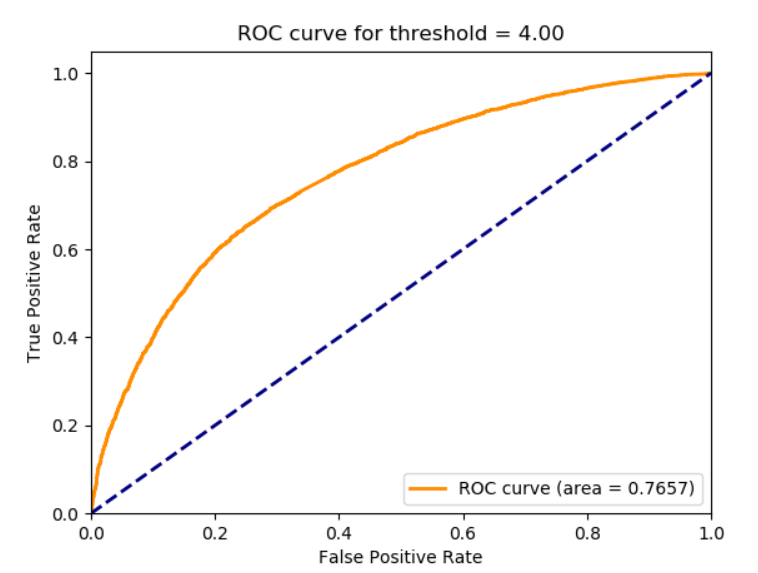 ROC curve for threshold = 4.00
True Positive Rate
1.0
0.8
0.6
0.4
0.2
0.0
ROC curve (area = 0.7657)
0.0 0.2 0.4 0.6 0.8 1.0
False Positive Rate